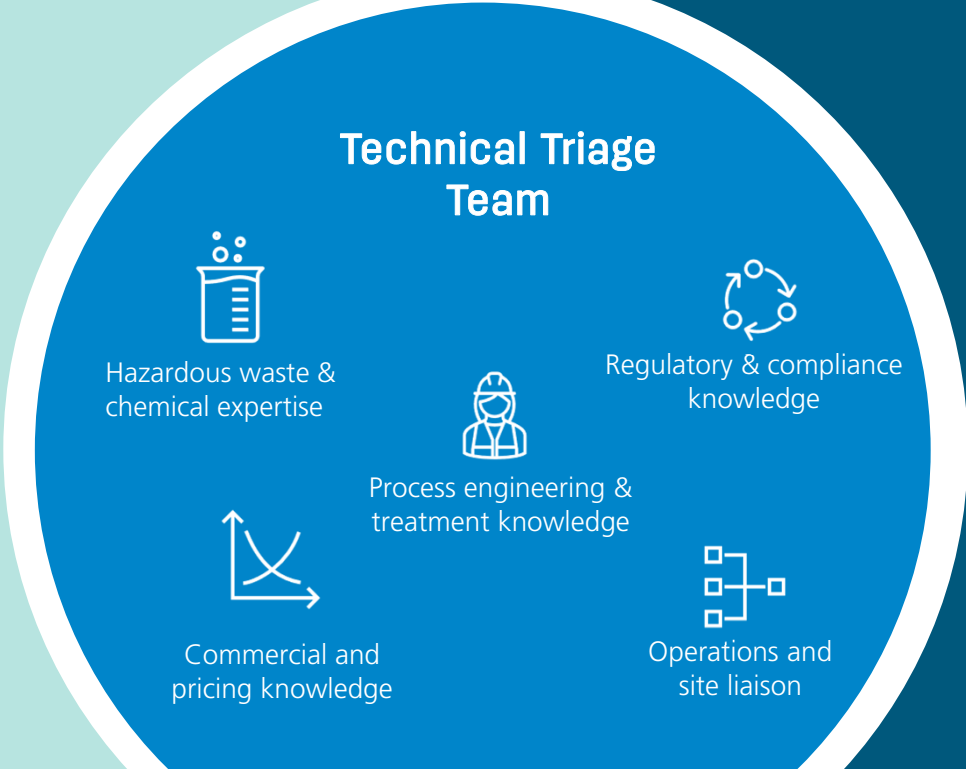 Technical Triage
Team
Hazardous waste &
chemical expertise
Regulatory & compliance
knowledge
Process engineering &
treatment knowledge
Commercial and
pricing knowledge
Operations and
site liaison